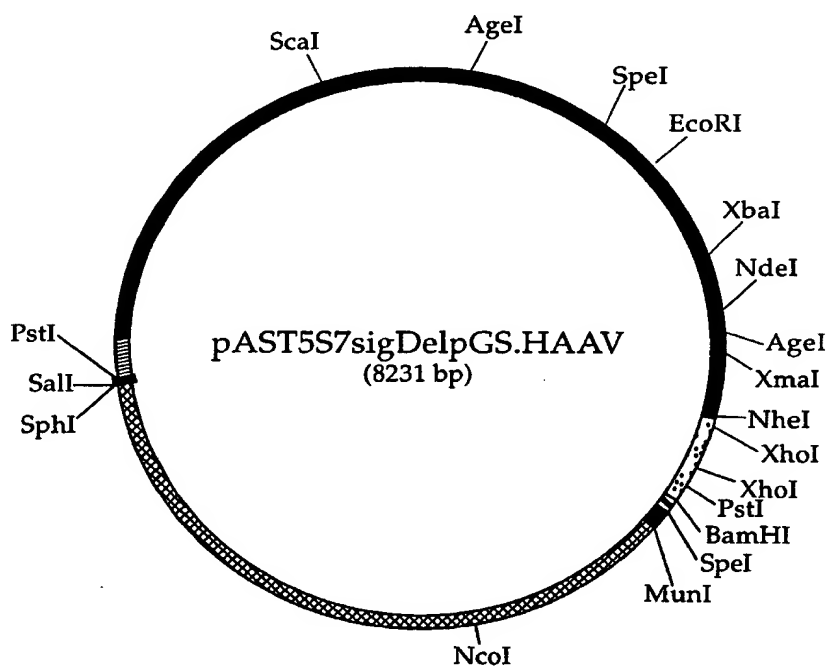 AgeI
ScaI
SpeI
EcoRI
XbaI
NdeI
pAST5S7sigDelpGS.HAAV
(8231 bp)
AgeI
XmaI
PstI
SalI
SphI
NheI
XhoI
XhoI
PstI
BamHI
SpeI
MunI
NcoI